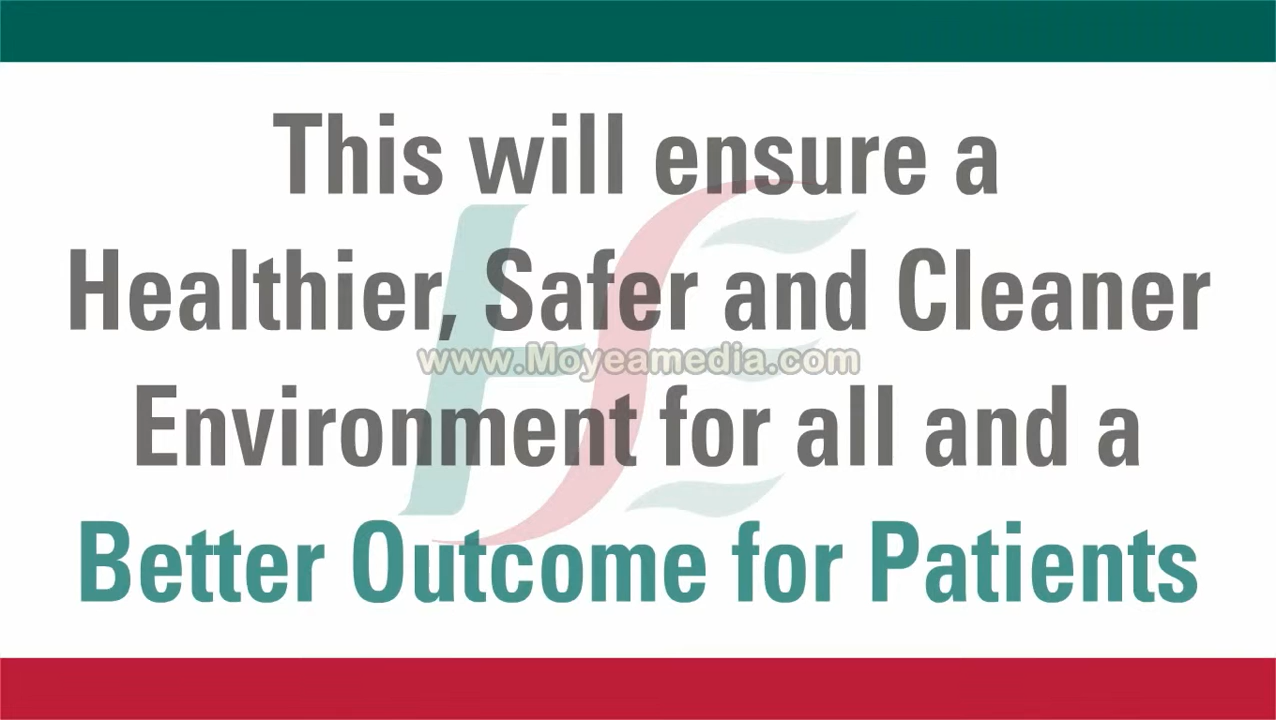 This will ensure a
Healthier, Safer and Cleaner
www.Moyeamedia.com
Environment for all and a
Better Outcome for Patients